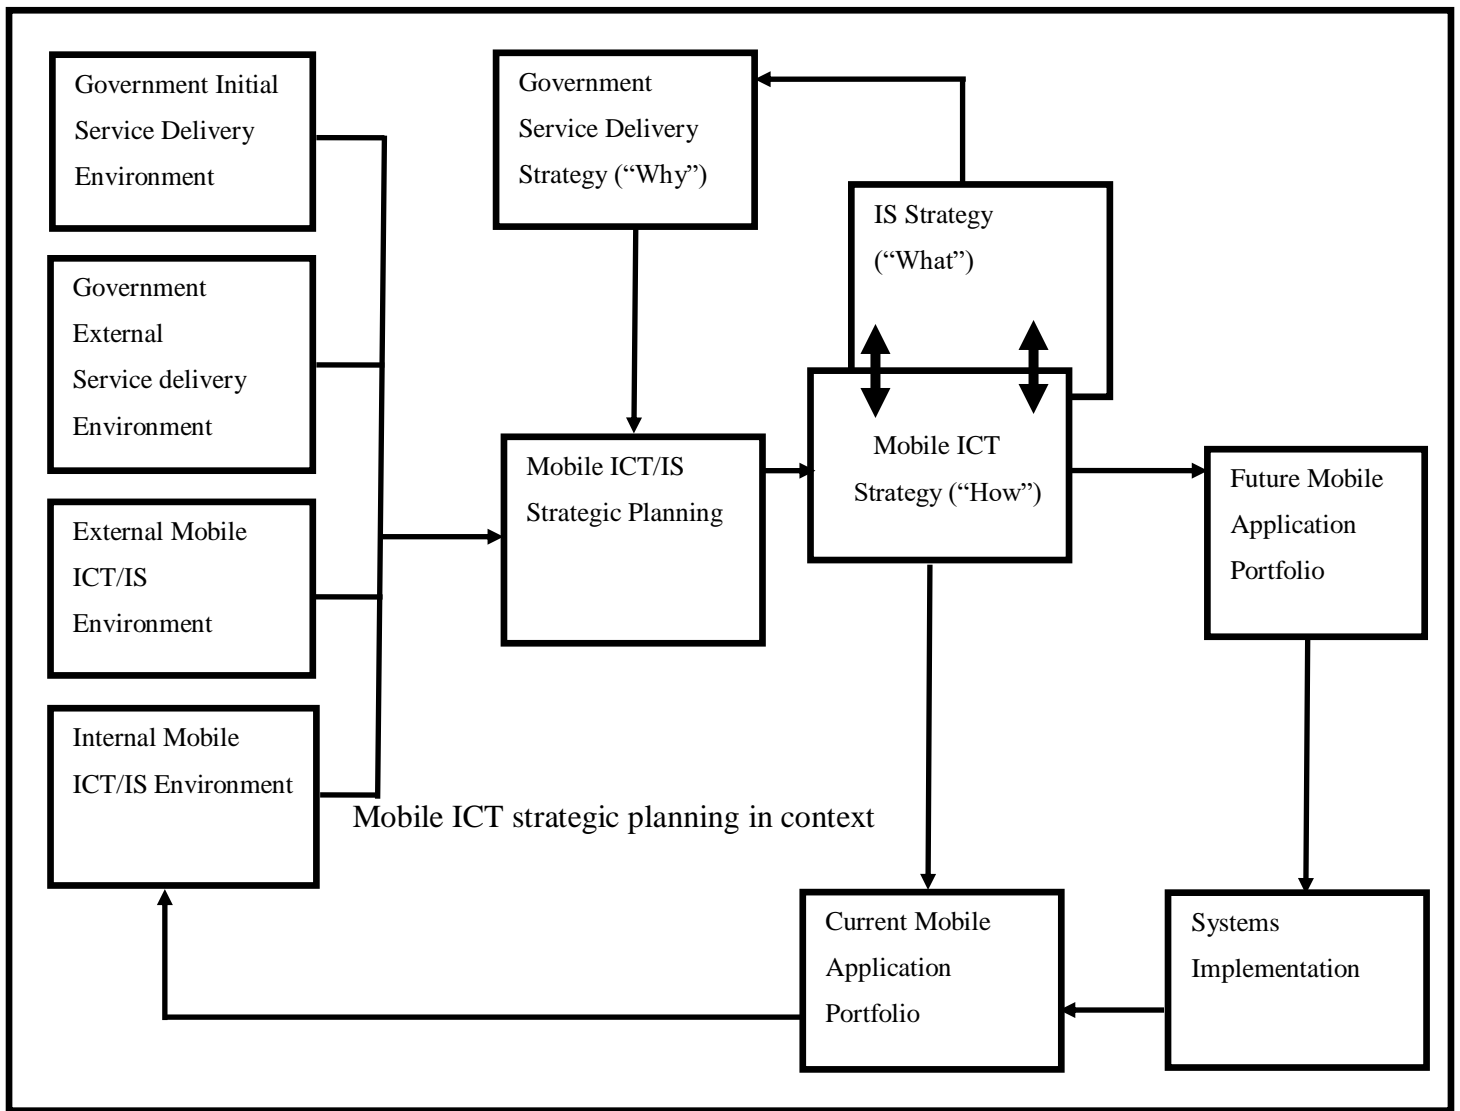 Government Initial
Service Delivery
Environment
Government
External
Service delivery
Environment
External Mobile
ICT/IS
Environment
Internal Mobile
ICT/IS Environment
Government
Service Delivery
Strategy (“Why”)
Mobile ICT/IS
Strategic Planning
IS Strategy
(“What”)
Mobile ICT
Strategy (“How”)
Future Mobile
Application
Portfolio
Mobile ICT strategic planning in context
Current Mobile
Application
Portfolio
Systems
Implementation